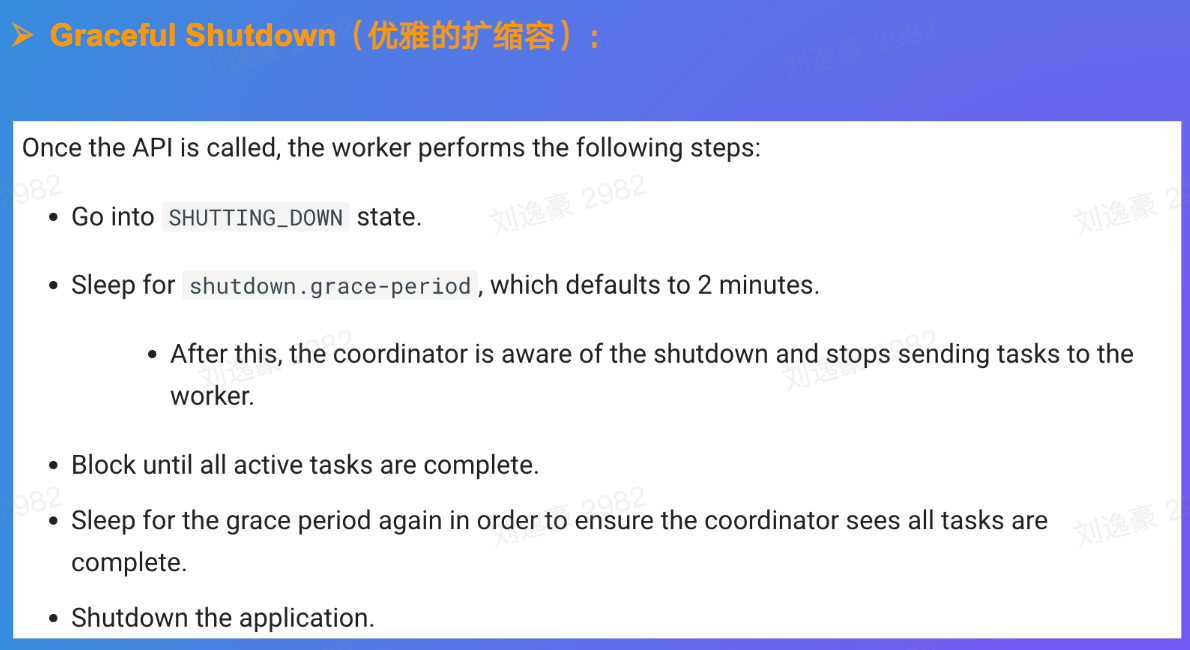 ➤ Graceful Shutdown（优雅的扩缩容）:
Once the API is called, the worker performs the following steps:
• Go into SHUTTING_DOWN state.
• Sleep for shutdown.grace-period, which defaults to 2 minutes.
• After this, the coordinator is aware of the shutdown and stops sending tasks to the
worker.
• Block until all active tasks are complete.
• Sleep for the grace period again in order to ensure the coordinator sees all tasks are
complete.
• Shutdown the application.
刘逸豪 2982